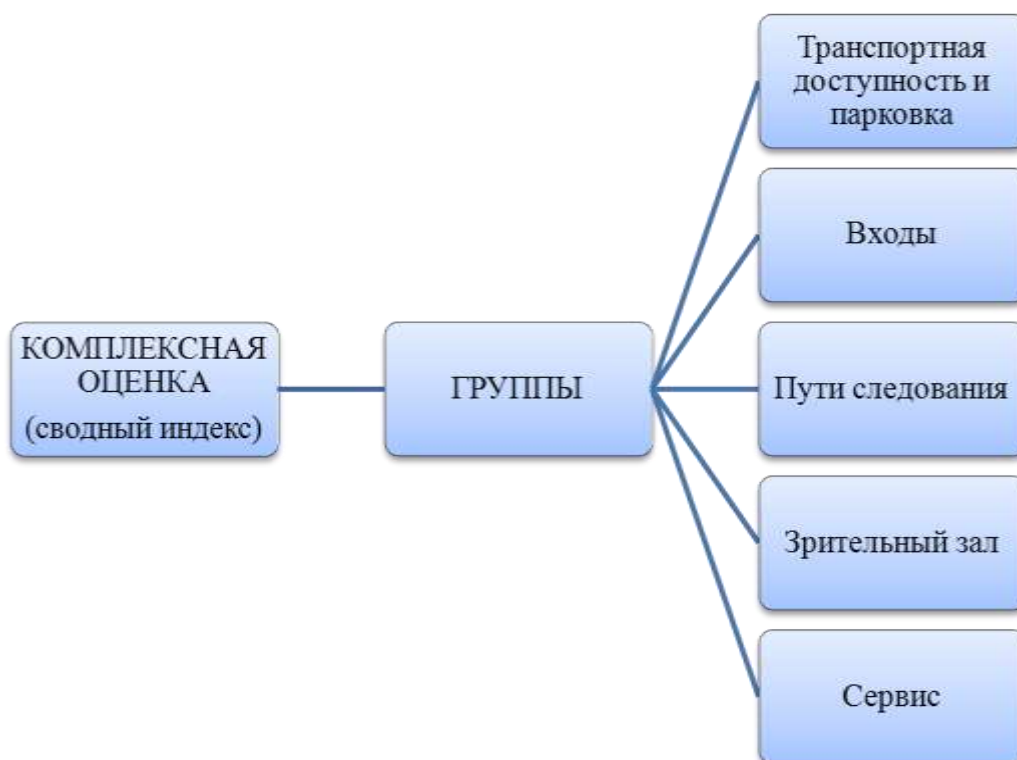 Транспортная
доступность и
парковка
Входы
КОМПЛЕКСНАЯ
ОЦЕНКА
(сводный индекс)
ГРУППЫ
Пути следования
Зрительный зал
Сервис